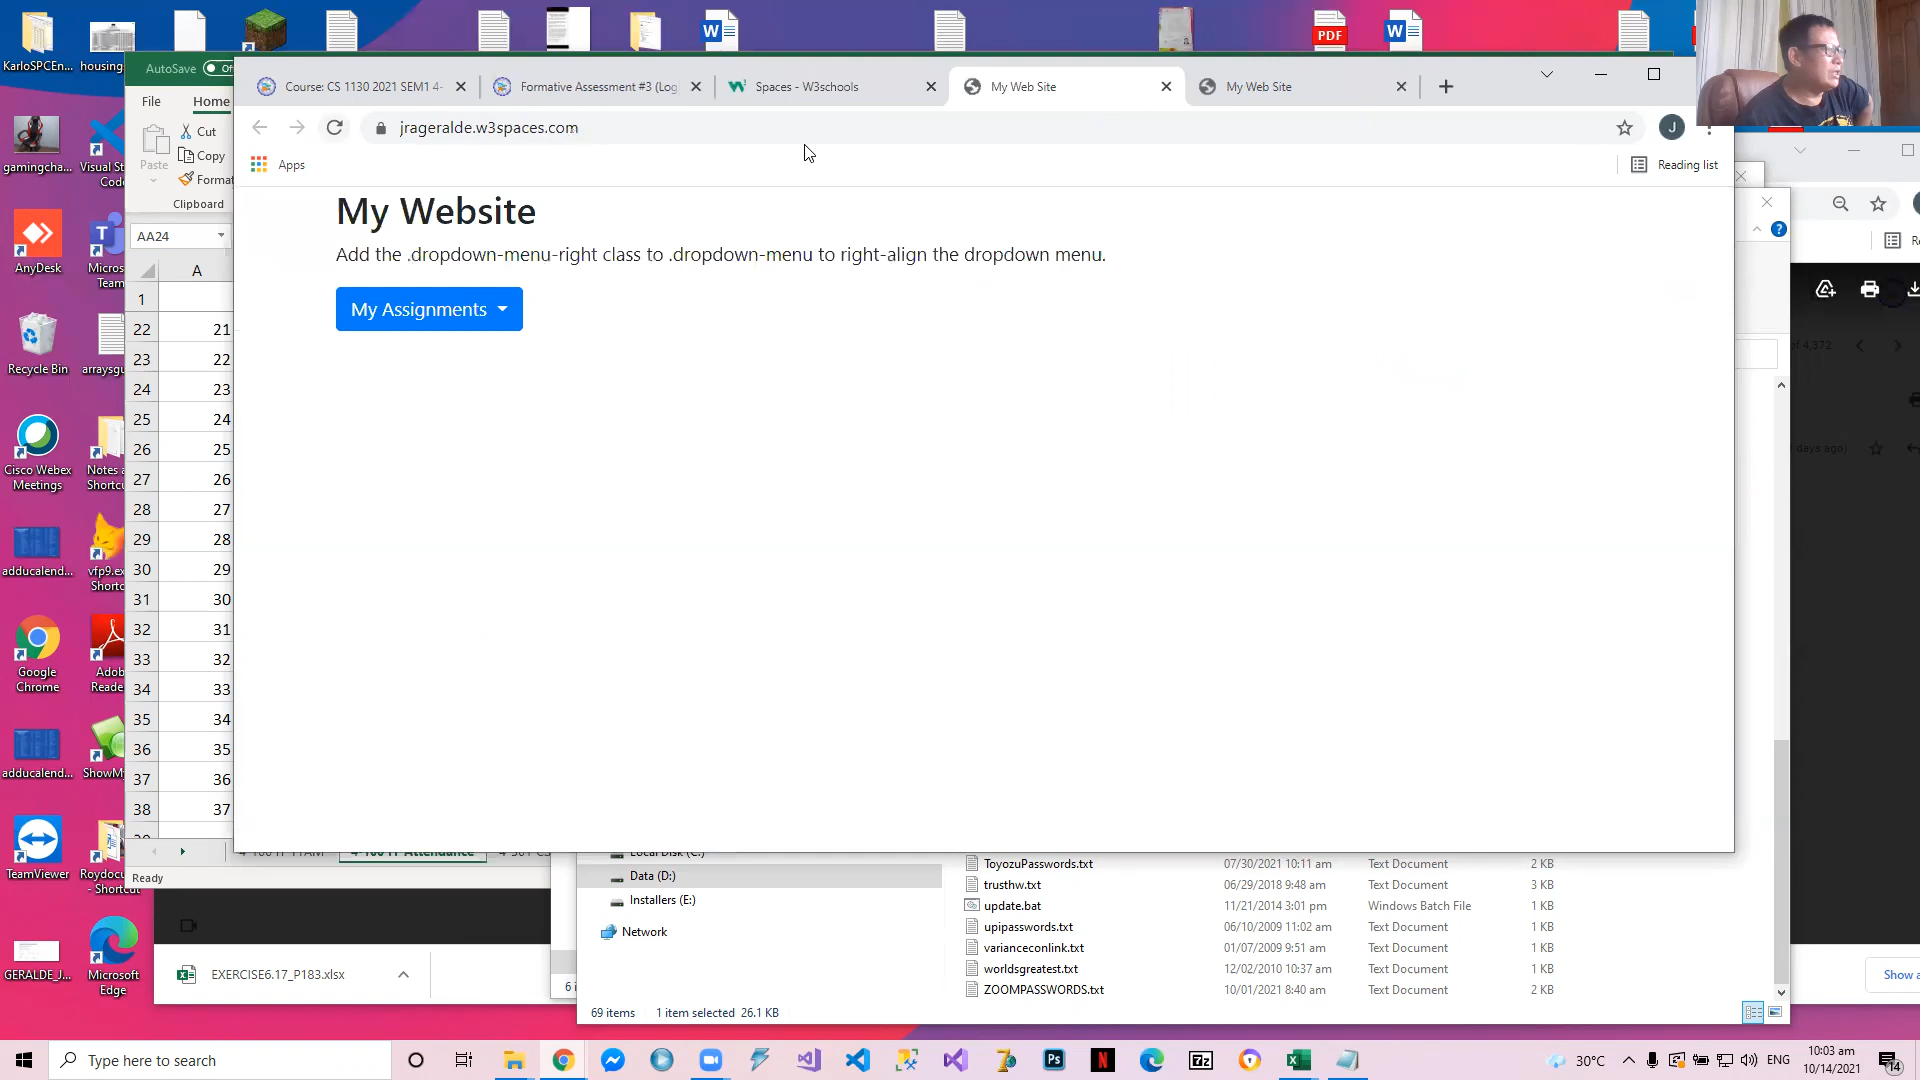 KarloSPCEn...
housing
PDF
AutoSave
Of
Course: CS 1130 2021 SEM1 4-
Formative Assessment #3 (Log
Spaces - W3schools
My Web Site
My Web Site
File
Home
jrageralde.w3spaces.com
J
Apps
Reading list
Paste
Cut
Copy
Format
Clipboard
gamingcha...
Visual St
Code
My Website
Add the .dropdown-menu-right class to .dropdown-menu to right-align the dropdown menu.
My Assignments
AA24
AnyDesk
Micros
Team
A
1
22 21
23 22
24 23
25 24
26 25
27 26
28 27
29 28
30 29
31 30
32 31
33 32
34 33
35 34
36 35
37 36
38 37
of 4,372
days ago)
Recycle Bin
arraysgu
Cisco Webex
Meetings
Notes a
Shortcu
adducalend...
vfp9.ex
Shortc
Google
Chrome
Adob
Reade
adducalend...
ShowMy
TeamViewer
Roydocu
- Shortcut
Ready
GERALDE_J...
Microsoft
Edge
EXERCISE6.17_P183.xlsx
Local Disk (C:)
Data (D:)
Installers (E:)
Network
ToyozuPasswords.txt 07/30/2021 10:11 am Text Document 2 KB
trusthw.txt 06/29/2018 9:48 am Text Document 3 KB
update.bat 11/21/2014 3:01 pm Windows Batch File 1 KB
upipasswords.txt 06/10/2009 11:02 am Text Document 1 KB
varianceconlink.txt 01/07/2009 9:51 am Text Document 1 KB
worldsgreatest.txt 12/02/2010 10:37 am Text Document 1 KB
ZOOMPASSWORDS.txt 10/01/2021 8:40 am Text Document 2 KB
69 items 1 item selected 26.1 KB
Show a
Type here to search
30°C
ENG
10:03 am
10/14/2021
14